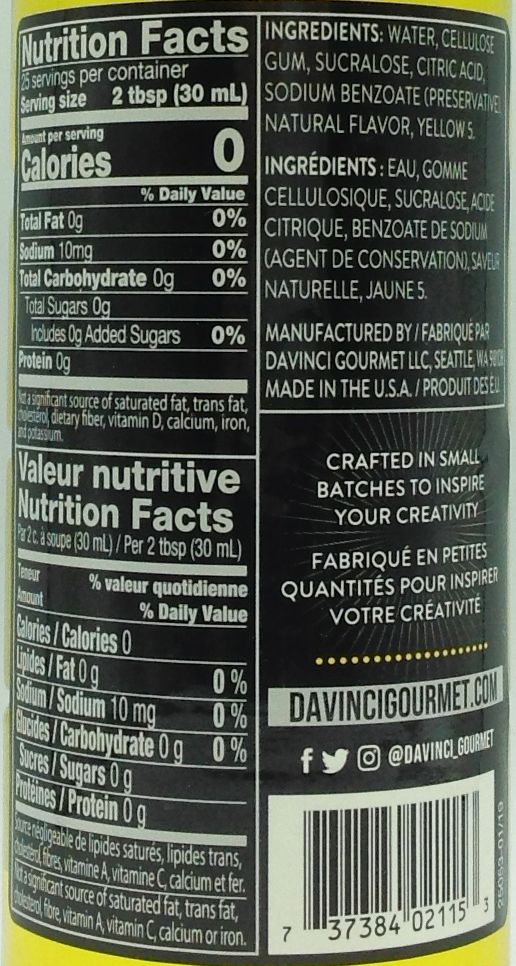 Nutrition Facts
25 servings per container
Serving size 2 tbsp (30 mL)
Amount per serving
Calories 0
% Daily Value
Total Fat 0g 0%
Sodium 10mg 0%
Total Carbohydrate 0g 0%
Total Sugars 0g
Includes 0g Added Sugars 0%
Protein 0g
Not a significant source of saturated fat, trans fat,
cholesterol, dietary fiber, vitamin D, calcium, iron,
and potassium.
Valeur nutritive
Nutrition Facts
Par 2 c. à soupe (30 mL) / Per 2 tbsp (30 mL)
Teneur % valeur quotidienne
Amount % Daily Value
Calories / Calories 0
Lipides / Fat 0 g 0 %
Sodium / Sodium 10 mg 0 %
Glucides / Carbohydrate 0 g 0 %
Sucres / Sugars 0 g
Protéines / Protein 0 g
Source négligeable de lipides saturés, lipides trans,
cholestérol, fibres, vitamine A, vitamine C, calcium et fer.
Not a significant source of saturated fat, trans fat,
cholesterol, fibre, vitamin A, vitamin C, calcium or iron.
INGREDIENTS: WATER, CELLULOSE
GUM, SUCRALOSE, CITRIC ACID,
SODIUM BENZOATE (PRESERVATIVE),
NATURAL FLAVOR, YELLOW 5.
INGRÉDIENTS : EAU, GOMME
CELLULOSIQUE, SUCRALOSE, ACIDE
CITRIQUE, BENZOATE DE SODIUM
(AGENT DE CONSERVATION), SAVEUR
NATURELLE, JAUNE 5.
MANUFACTURED BY / FABRIQUÉ PAR
DAVINCI GOURMET LLC, SEATTLE, WA
MADE IN THE U.S.A. / PRODUIT DES É.U.
CRAFTED IN SMALL
BATCHES TO INSPIRE
YOUR CREATIVITY
FABRIQUÉ EN PETITES
QUANTITÉS POUR INSPIRER
VOTRE CRÉATIVITÉ
DAVINCIGOURMET.COM
@DAVINCI_GOURMET
7 37384 02115 3
25053-01/19